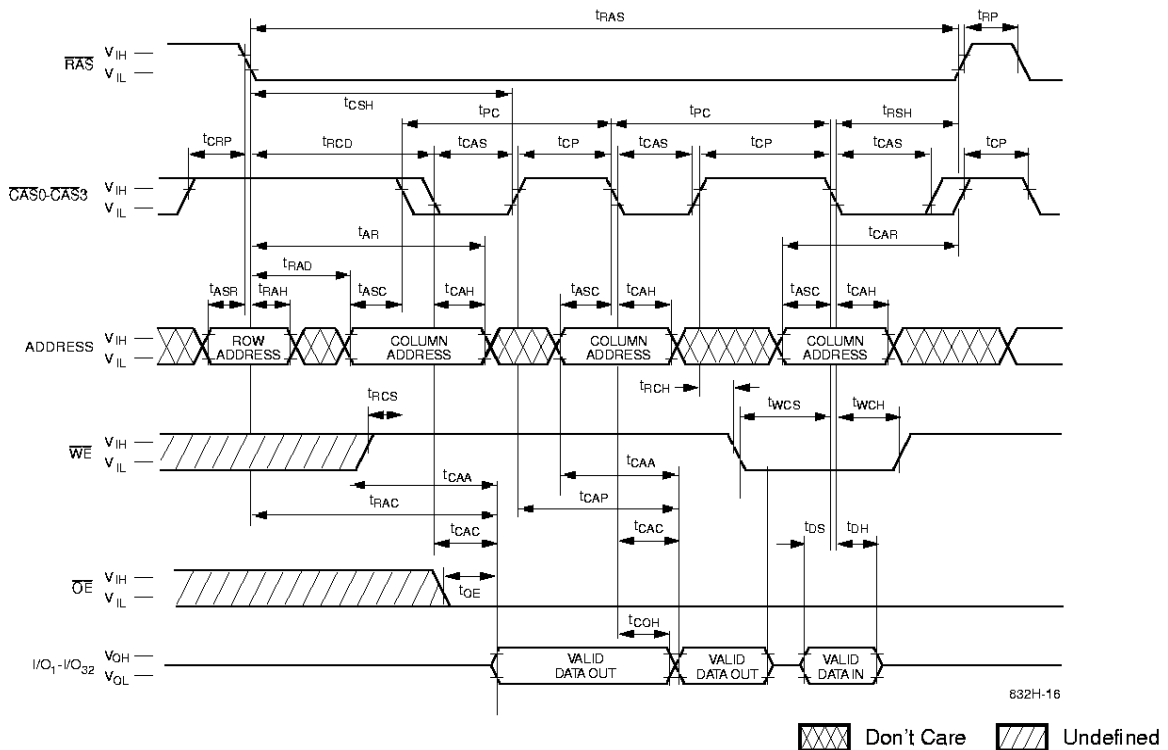 tRAS
tRP
RAS
VIH
VIL
tCSH
tPC
tPC
tRSH
tCRP
tRCD
tCAS
tCP
tCAS
tCP
tCAS
tCP
CAS0-CAS3
VIH
VIL
tAR
tCAR
tRAD
tASR
tRAH
tASC
tCAH
tASC
tCAH
tASC
tCAH
ADDRESS
VIH
VIL
ROW
ADDRESS
COLUMN
ADDRESS
COLUMN
ADDRESS
COLUMN
ADDRESS
tRCS
tRCH
tWCS
tWCH
WE
VIH
VIL
tCAA
tCAA
tRAC
tCAP
tCAC
tCAC
tDS
tDH
OE
VIH
VIL
tOE
tCOH
I/O1-I/O32
VOH
VOL
VALID
DATA OUT
VALID
DATA OUT
VALID
DATA IN
832H-16
Don't Care
Undefined